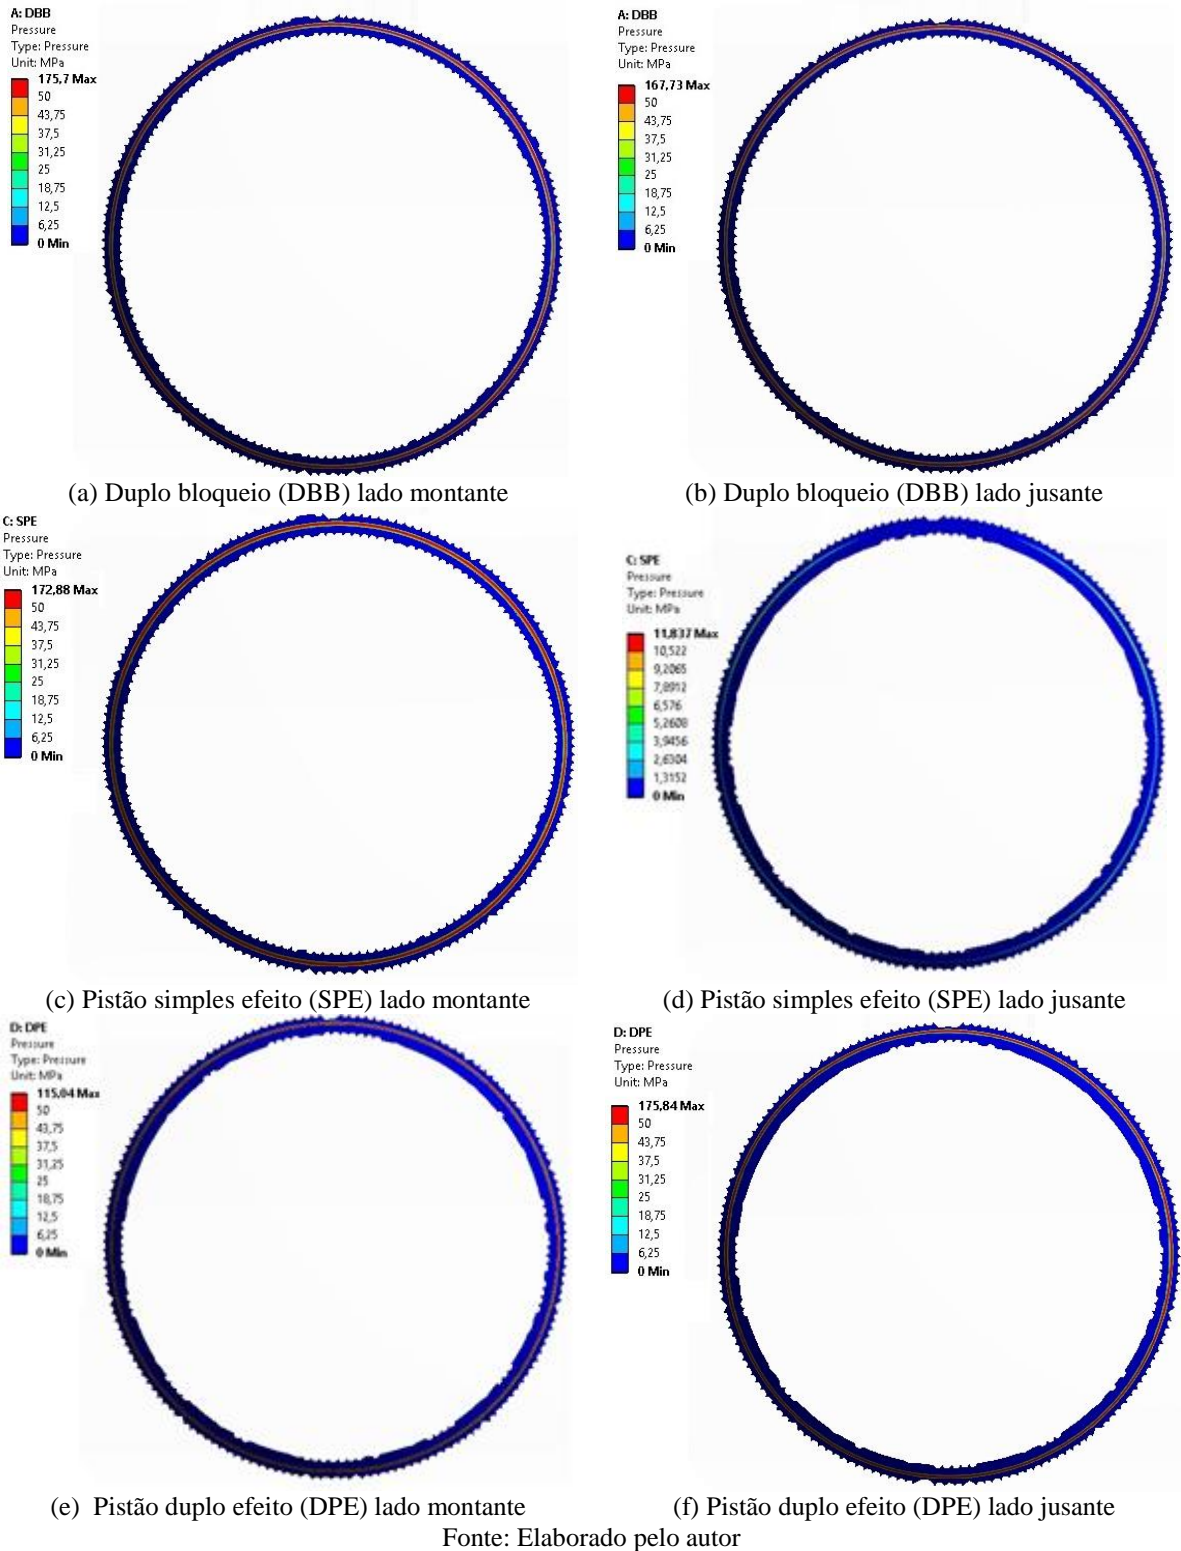 A: DBB
Pressure
Type: Pressure
Unit: MPa
175,7 Max
50
43,75
37,5
31,25
25
18,75
12,5
6,25
0 Min
A: DBB
Pressure
Type: Pressure
Unit: MPa
167,73 Max
50
43,75
37,5
31,25
25
18,75
12,5
6,25
0 Min
(a) Duplo bloqueio (DBB) lado montante
(b) Duplo bloqueio (DBB) lado jusante
C: SPE
Pressure
Type: Pressure
Unit: MPa
172,88 Max
50
43,75
37,5
31,25
25
18,75
12,5
6,25
0 Min
C: SPE
Pressure
Type: Pressure
Unit: MPa
11,837 Max
10,522
9,2065
7,8912
6,576
5,2608
3,9456
2,6304
1,3152
0 Min
(c) Pistão simples efeito (SPE) lado montante
(d) Pistão simples efeito (SPE) lado jusante
D: DPE
Pressure
Type: Pressure
Unit: MPa
115,04 Max
50
43,75
37,5
31,25
25
18,75
12,5
6,25
0 Min
D: DPE
Pressure
Type: Pressure
Unit: MPa
175,84 Max
50
43,75
37,5
31,25
25
18,75
12,5
6,25
0 Min
(e) Pistão duplo efeito (DPE) lado montante
(f) Pistão duplo efeito (DPE) lado jusante
Fonte: Elaborado pelo autor